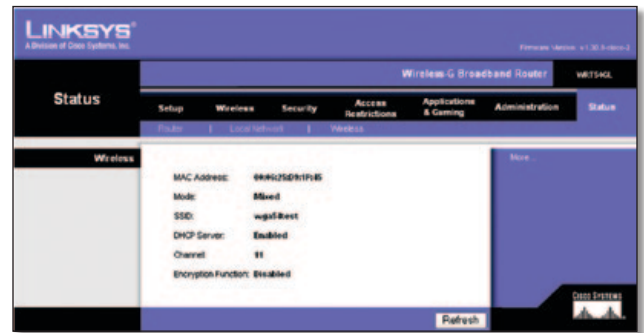 LINKSYS®
A Division of Cisco Systems, Inc.
Firmware Version
Wireless-G Broadband Router WRT54GL
Status
Setup Wireless Security Access Restrictions Applications & Gaming Administration Status
Router | Local Network | Wireless
Wireless
More...
MAC Address:
Mode: Mixed
SSID:
DHCP Server: Enabled
Channel: 11
Encryption Function: Disabled
Refresh
CISCO SYSTEMS